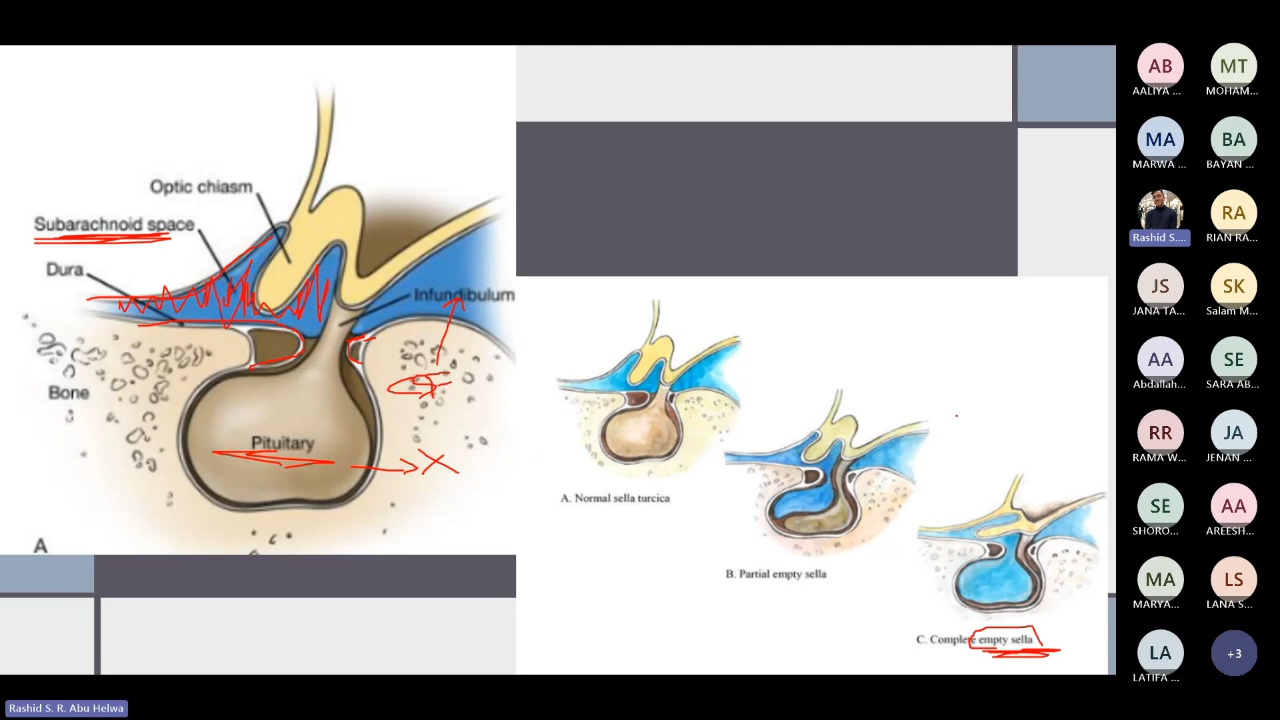 Optic chiasm
Subarachnoid space
Dura
Infundibulum
Bone
Pituitary
A
X
A. Normal sella turcica
B. Partial empty sella
C. Complete empty sella
AB
AALIYA ...
MT
MOHAM...
MA
MARWA ...
BA
BAYAN ...
Rashid S....
RA
RIAN RA...
JS
JANA TA...
SK
Salam M...
AA
Abdallah...
SE
SARA AB...
RR
RAMA W...
JA
JENAN ...
SE
SHORO...
AA
AREESH...
MA
MARYA...
LS
LANA S...
LA
LATIFA ...
+3
Rashid S. R. Abu Helwa